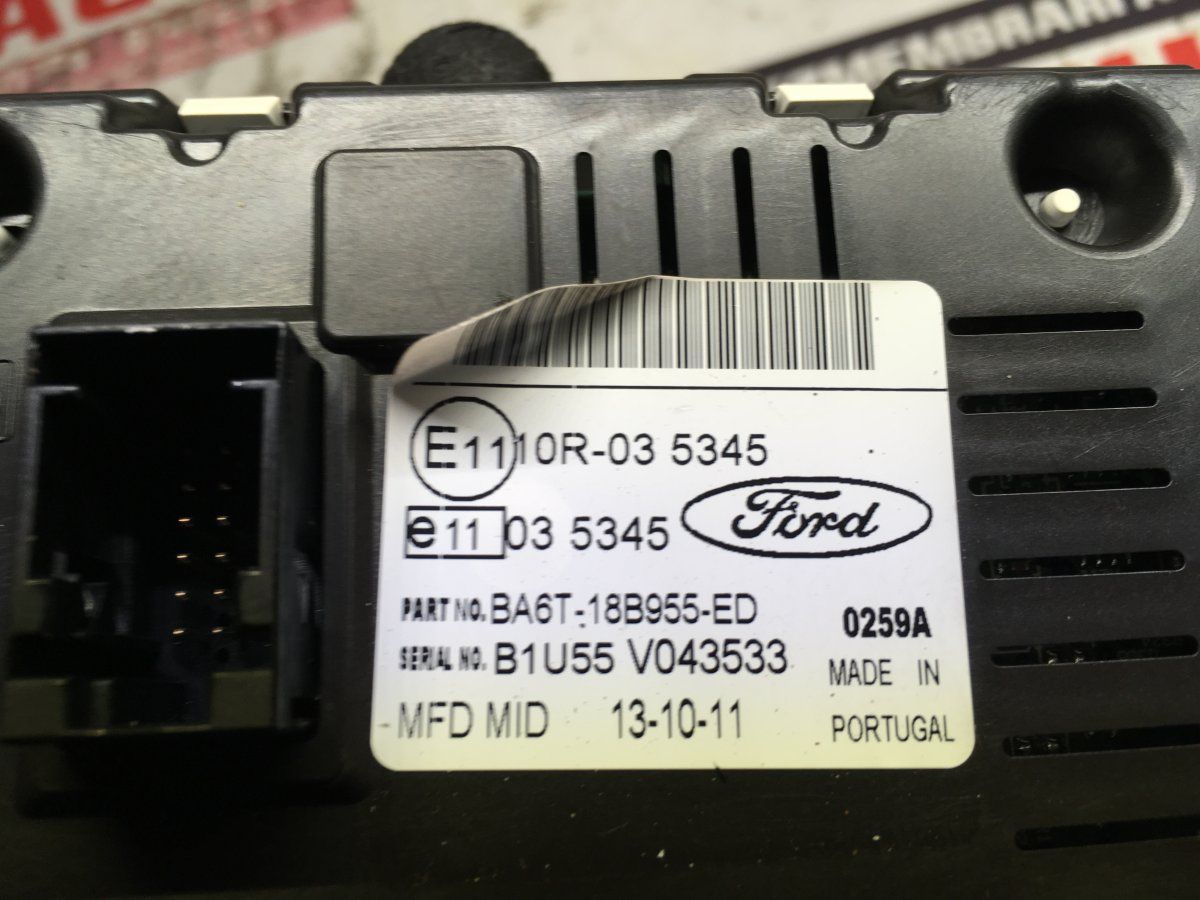 MEMBRARI
E11 10R-03 5345
e11 03 5345
Ford
PART NO. BA6T-18B955-ED
0259A
SERIAL NO. B1U55 V043533
MADE IN
MFD MID 13-10-11
PORTUGAL